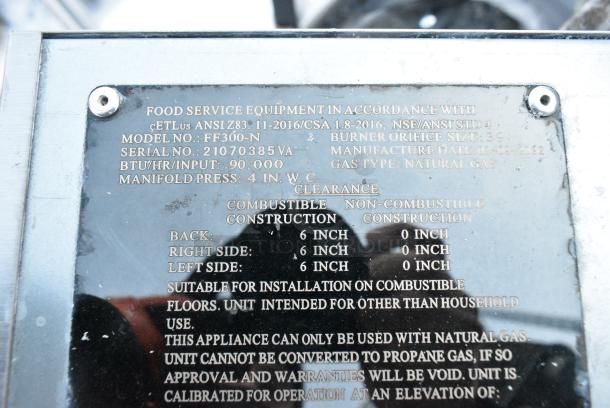 FOOD SERVICE EQUIPMENT IN ACCORDANCE WITH
cETLus ANSI Z83. 11-2016/CSA 1.8-2016, NSF/ANSI STD 4
MODEL NO.: FF300-N & BURNER ORIFICE SIZE:
SERIAL NO. 21070385VA MANUFACTURE DATE:
BTU/HR/INPUT: 90,000 GAS TYPE: NATURAL GAS
MANIFOLD PRESS. 4 IN. W.C.
CLEARANCE
COMBUSTIBLE NON-COMBUSTIBLE
CONSTRUCTION CONSTRUCTION
BACK: 6 INCH 0 INCH
RIGHT SIDE: 6 INCH 0 INCH
LEFT SIDE: 6 INCH 0 INCH
SUITABLE FOR INSTALLATION ON COMBUSTIBLE
FLOORS. UNIT INTENDED FOR OTHER THAN HOUSEHOLD
USE.
THIS APPLIANCE CAN ONLY BE USED WITH NATURAL GAS.
UNIT CANNOT BE CONVERTED TO PROPANE GAS, IF SO
APPROVAL AND WARRANTIES WILL BE VOID. UNIT IS
CALIBRATED FOR OPERATION AT AN ELEVATION OF: